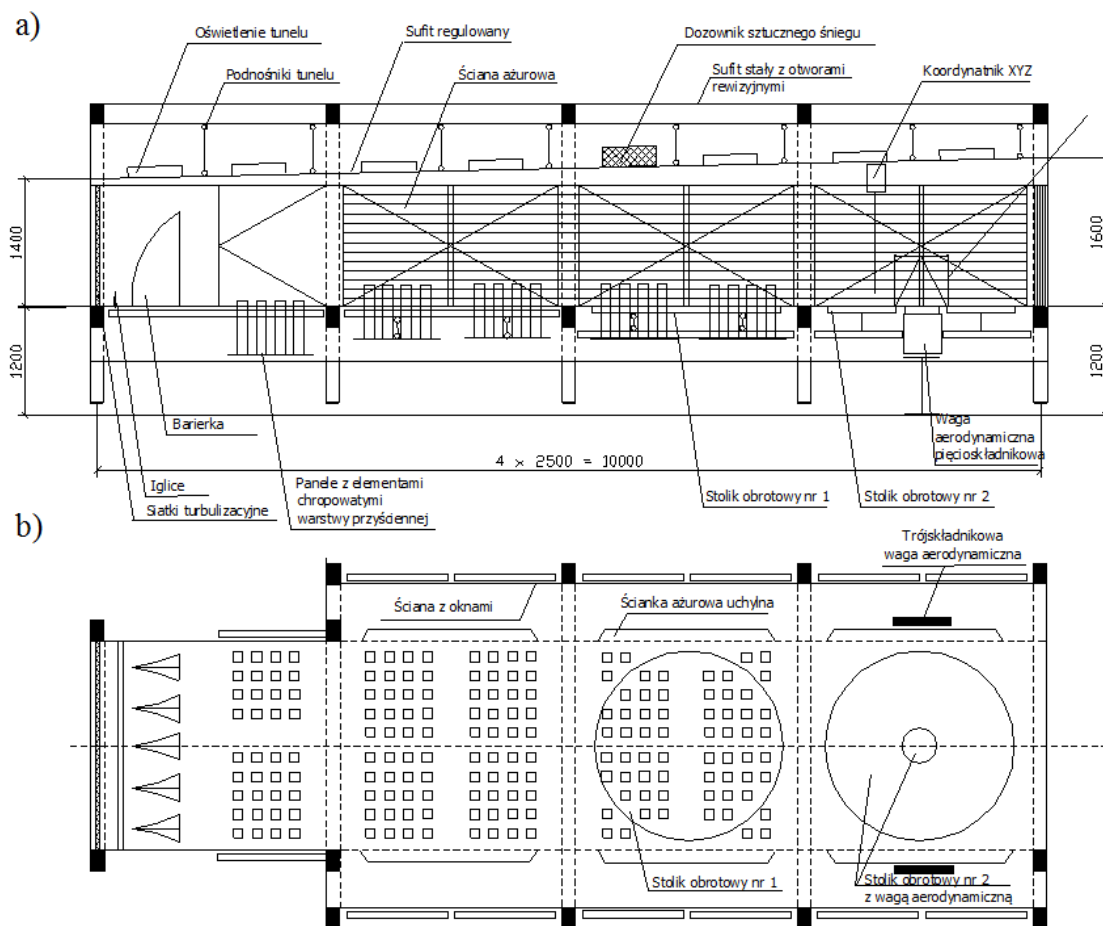 a)
Oświetlenie tunelu
Podnośniki tunelu
Sufit regulowany
Ściana ażurowa
Dozownik sztucznego śniegu
Sufit stały z otworami
rewizyjnymi
Koordynatnik XYZ
1400
1200
1600
1200
Barierka
Iglice
Siatki turbulizacyjne
Panele z elementami
chropowatymi
warstwy przyściennej
4 x 2500 = 10000
Stolik obrotowy nr 1
Stolik obrotowy nr 2
Waga
aerodynamiczna
pięcioskładnikowa
b)
Ściana z oknami
Ścianka ażurowa uchylna
Trójskładnikowa
waga aerodynamiczna
Stolik obrotowy nr 1
Stolik obrotowy nr 2
z wagą aerodynamiczną